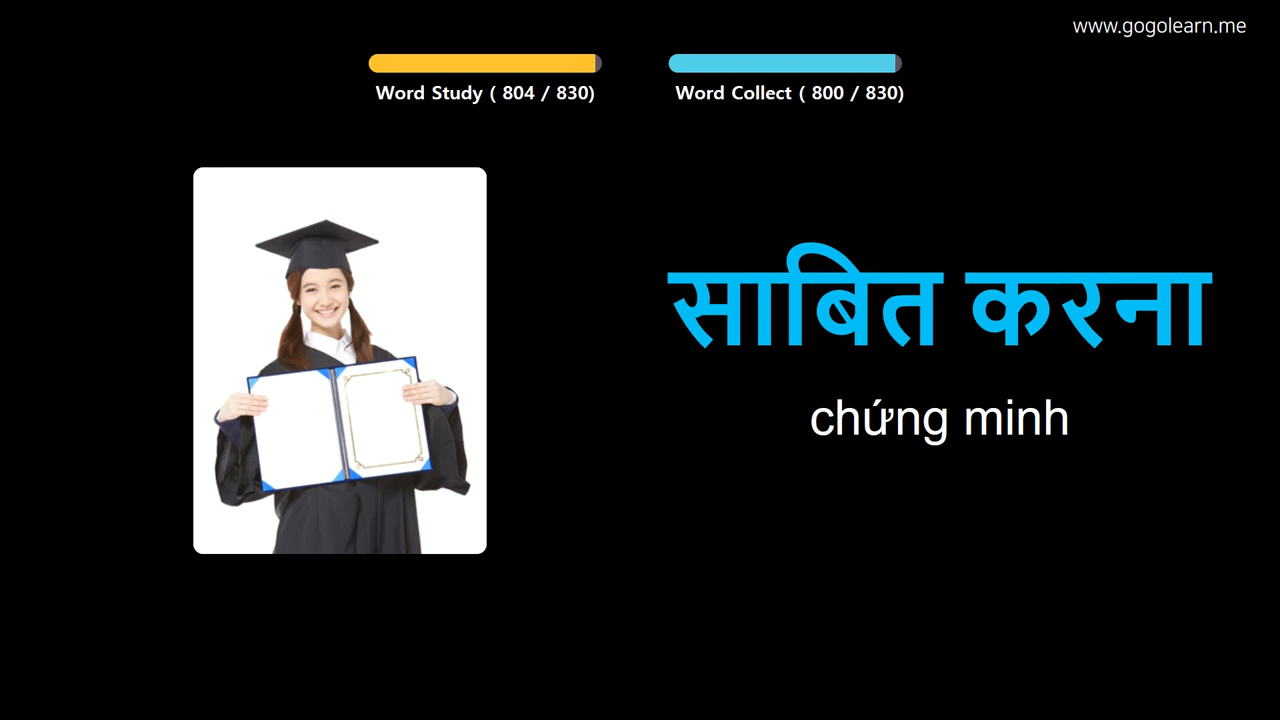 www.gogolearn.me
Word Study ( 804 / 830)
Word Collect ( 800 / 830)
साबित करना
chứng minh